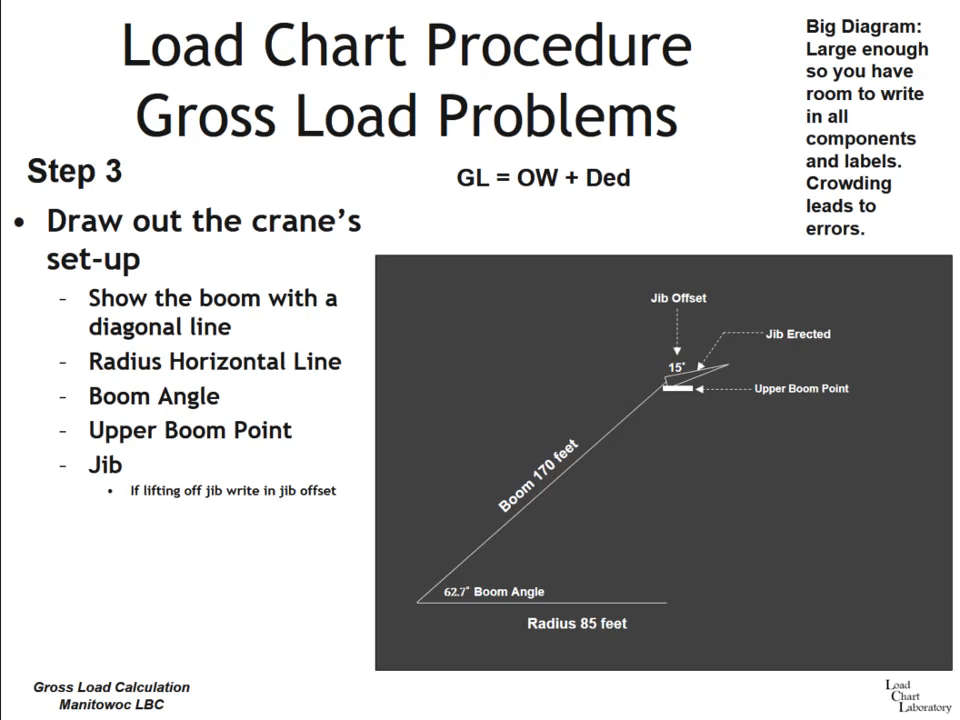 Load Chart Procedure
Gross Load Problems
Big Diagram:
Large enough
so you have
room to write
in all
components
and labels.
Crowding
leads to
errors.
Step 3
GL = OW + Ded
• Draw out the crane's
set-up
- Show the boom with a
diagonal line
- Radius Horizontal Line
- Boom Angle
- Upper Boom Point
- Jib
• If lifting off jib write in jib offset
Jib Offset
Jib Erected
15˚
Upper Boom Point
Boom 170 feet
62.7˚ Boom Angle
Radius 85 feet
Gross Load Calculation
Manitowoc LBC
Load
Chart
Laboratory